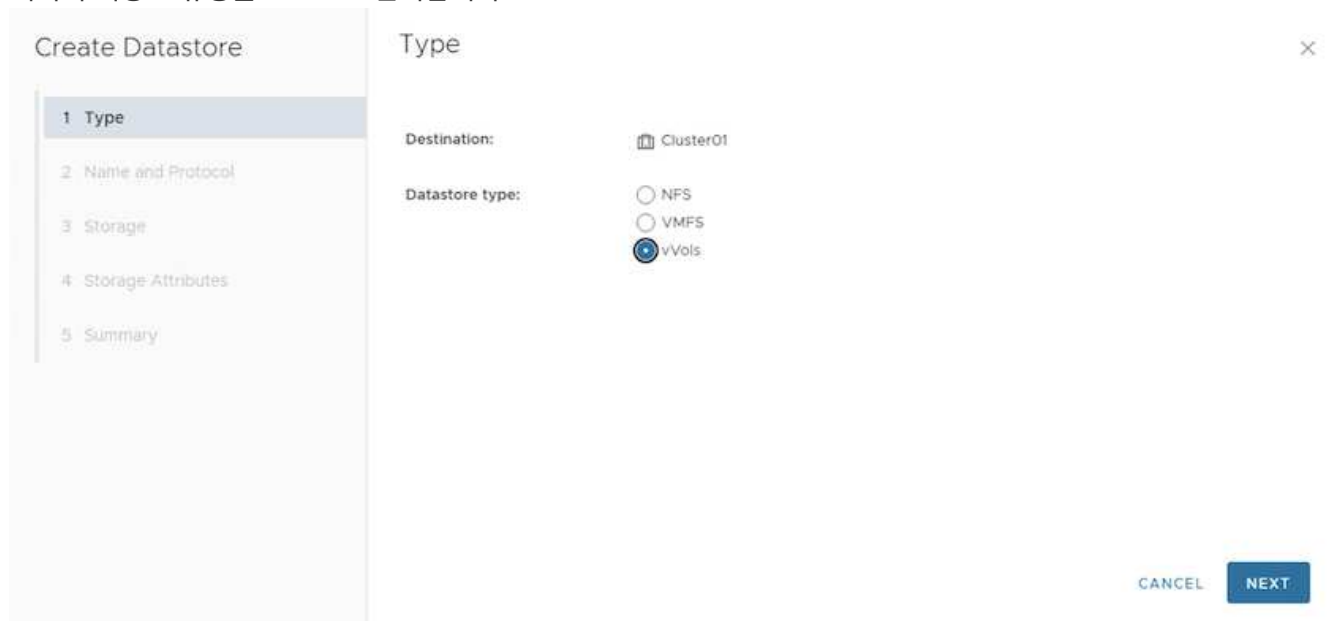 Create Datastore
1 Type
2 Name and Protocol
3 Storage
4 Storage Attributes
5 Summary
Type
Destination:
Cluster01
Datastore type:
NFS
VMFS
vVols
CANCEL
NEXT